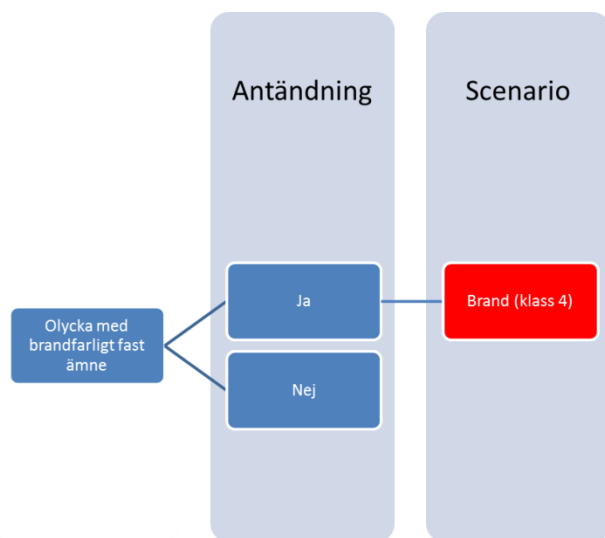 Antändning
Scenario
Olycka med
brandfarligt fast
ämne
Ja
Brand (klass 4)
Nej